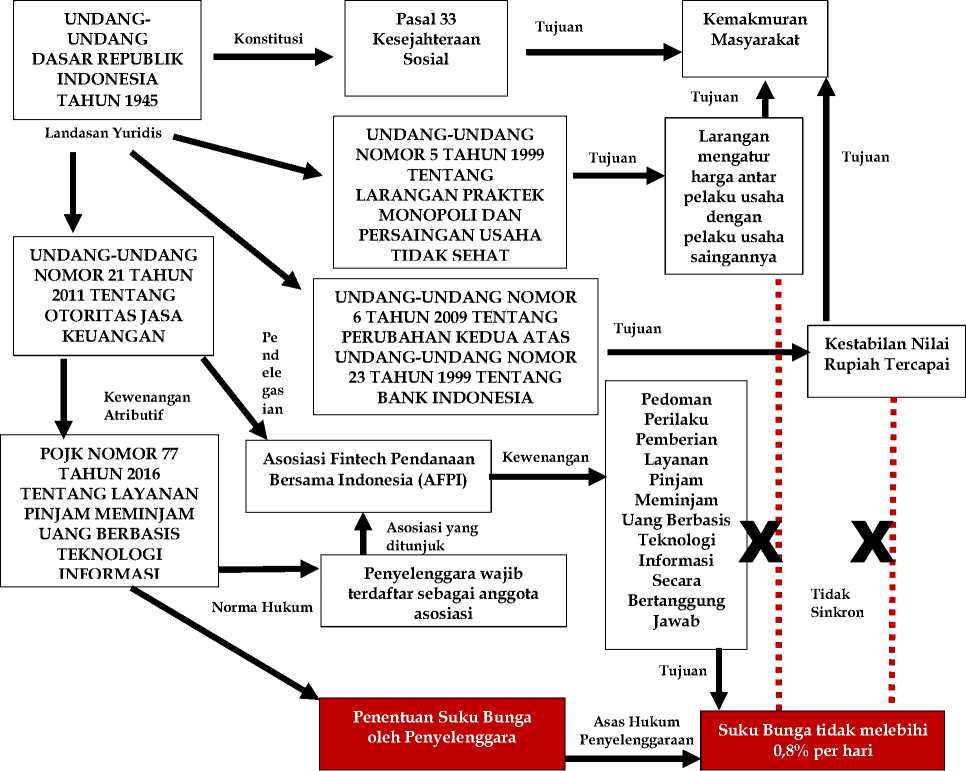 UNDANG-
UNDANG
DASAR REPUBLIK
INDONESIA
TAHUN 1945
Konstitusi
Pasal 33
Kesejahteraan
Sosial
Tujuan
Kemakmuran
Masyarakat
Landasan Yuridis
UNDANG-UNDANG
NOMOR 5 TAHUN 1999
TENTANG
LARANGAN PRAKTEK
MONOPOLI DAN
PERSAINGAN USAHA
TIDAK SEHAT
Tujuan
Larangan
mengatur
harga antar
pelaku usaha
dengan
pelaku usaha
saingannya
Tujuan
Tujuan
UNDANG-UNDANG
NOMOR 21 TAHUN
2011 TENTANG
OTORITAS JASA
KEUANGAN
UNDANG-UNDANG NOMOR
6 TAHUN 2009 TENTANG
PERUBAHAN KEDUA ATAS
UNDANG-UNDANG NOMOR
23 TAHUN 1999 TENTANG
BANK INDONESIA
Tujuan
Kestabilan Nilai
Rupiah Tercapai
Pe
nd
ele
gas
ian
Kewenangan
Atributif
POJK NOMOR 77
TAHUN 2016
TENTANG LAYANAN
PINJAM MEMINJAM
UANG BERBASIS
TEKNOLOGI
INFORMASI
Asosiasi Fintech Pendanaan
Bersama Indonesia (AFPI)
Kewenangan
Pedoman
Perilaku
Pemberian
Layanan
Pinjam
Meminjam
Uang Berbasis
Teknologi
Informasi
Secara
Bertanggung
Jawab
Asosiasi yang
ditunjuk
Norma Hukum
Penyelenggara wajib
terdaftar sebagai anggota
asosiasi
X
X
Tidak
Sinkron
Tujuan
Penentuan Suku Bunga
oleh Penyelenggara
Asas Hukum
Penyelenggaraan
Suku Bunga tidak melebihi
0,8% per hari